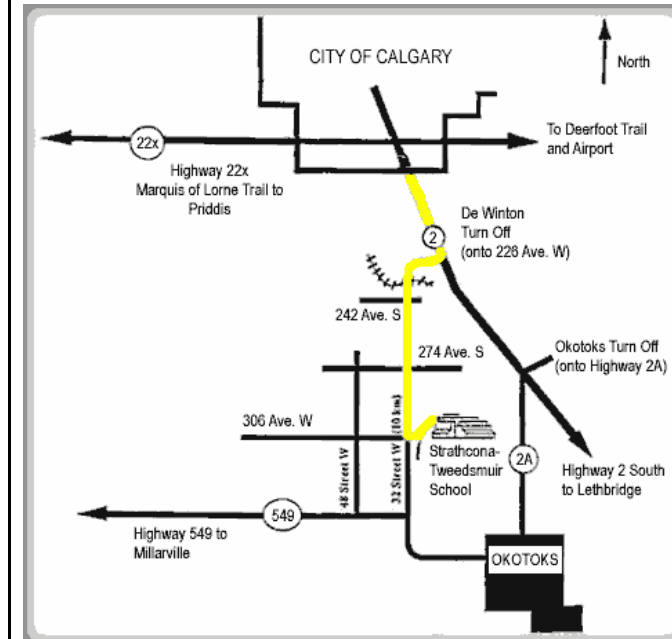 CITY OF CALGARY
North
22x
To Deerfoot Trail
and Airport
Highway 22x
Marquis of Lorne Trail to
Priddis
De Winton
Turn Off
(onto 226 Ave. W)
2
242 Ave. S
274 Ave. S
Okotoks Turn Off
(onto Highway 2A)
306 Ave. W
48 Street W
32 Street W (10 km)
Strathcona-
Tweedsmuir
School
2A
Highway 2 South
to Lethbridge
549
Highway 549 to
Millarville
OKOTOKS